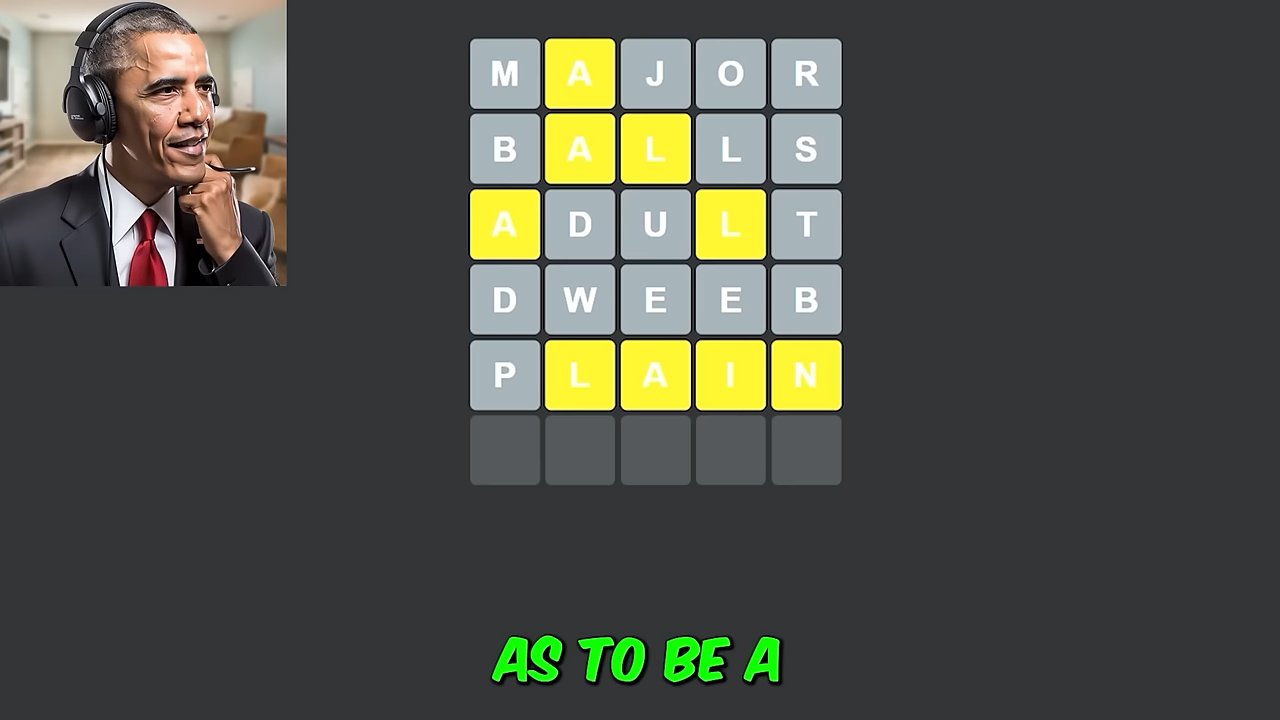 MAJOR
BALLS
ADULT
DWEEB
PLAIN
AS TO BE A